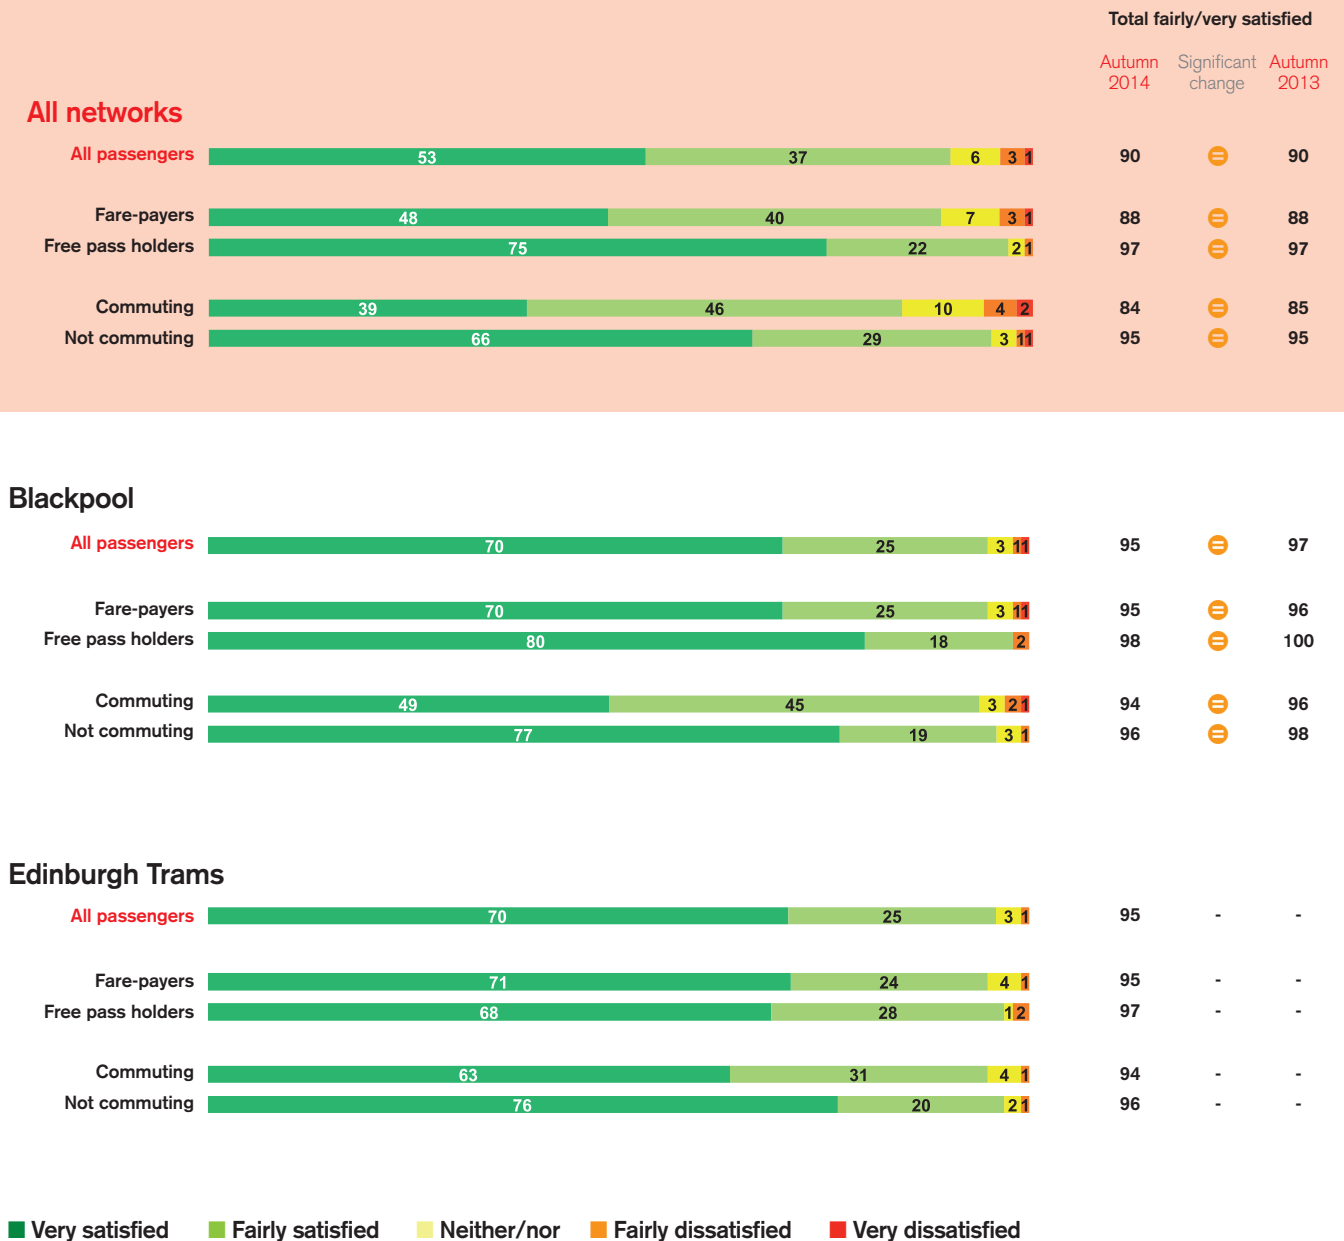 Total fairly/very satisfied
Autumn 2014 Significant change Autumn 2013
All networks
All passengers 53 37 6 3 1 90 = 90
Fare-payers 48 40 7 3 1 88 = 88
Free pass holders 75 22 2 1 97 = 97
Commuting 39 46 10 4 2 84 = 85
Not commuting 66 29 3 1 1 95 = 95
Blackpool
All passengers 70 25 3 1 1 95 = 97
Fare-payers 70 25 3 1 1 95 = 96
Free pass holders 80 18 2 98 = 100
Commuting 49 45 3 2 1 94 = 96
Not commuting 77 19 3 1 96 = 98
Edinburgh Trams
All passengers 70 25 3 1 95 - -
Fare-payers 71 24 4 1 95 - -
Free pass holders 68 28 1 2 97 - -
Commuting 63 31 4 1 94 - -
Not commuting 76 20 2 1 96 - -
Very satisfied Fairly satisfied Neither/nor Fairly dissatisfied Very dissatisfied